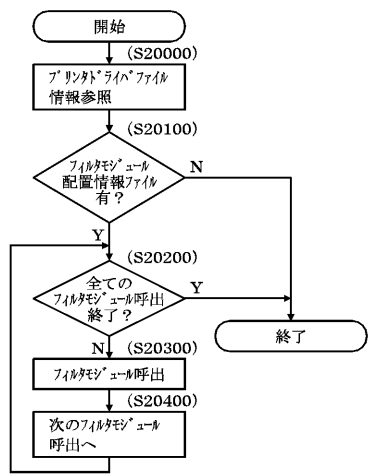 開始
(S20000)
ﾌﾟﾘﾝﾀﾄﾞﾗｲﾊﾞﾌｧｲﾙ
情報参照
(S20100)
ﾌｨﾙﾀﾓｼﾞｭｰﾙ
配置情報ﾌｧｲﾙ
有？
N
Y
(S20200)
全ての
ﾌｨﾙﾀﾓｼﾞｭｰﾙ呼出
終了？
Y
終了
N
(S20300)
ﾌｨﾙﾀﾓｼﾞｭｰﾙ呼出
(S20400)
次のﾌｨﾙﾀﾓｼﾞｭｰﾙ
呼出へ